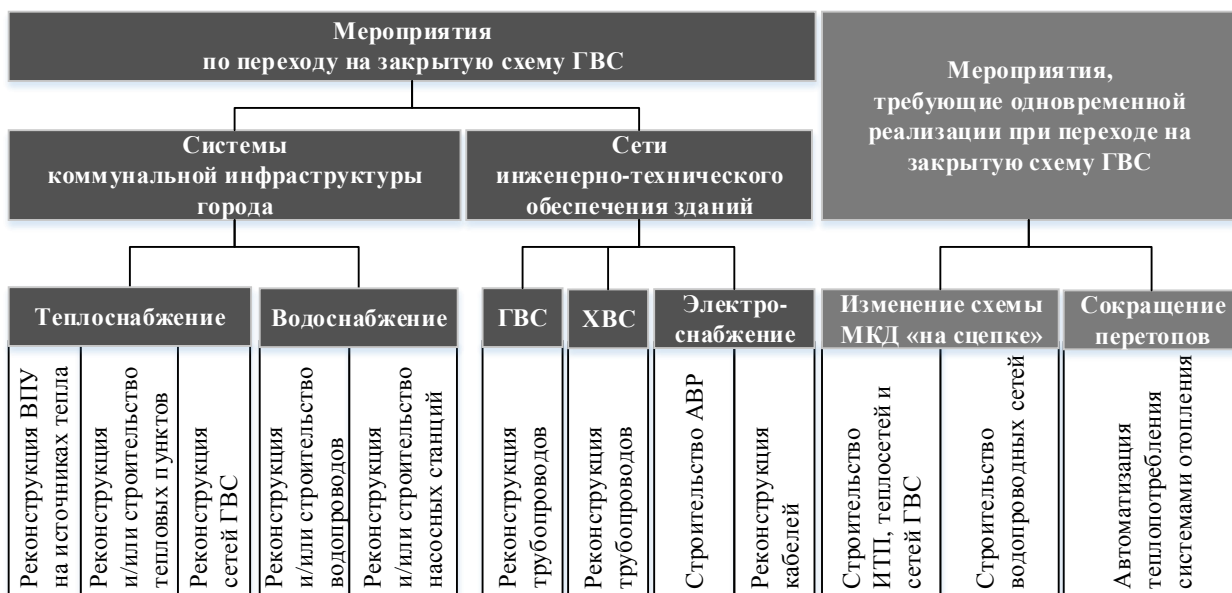 Мероприятия
по переходу на закрытую схему ГВС
Мероприятия,
требующие одновременной
реализации при переходе на
закрытую схему ГВС
Системы
коммунальной инфраструктуры
города
Сети
инженерно-технического
обеспечения зданий
Теплоснабжение
Водоснабжение
ГВС
ХВС
Электро-
снабжение
Изменение схемы
МКД «на сцепке»
Сокращение
перетопов
Реконструкция ВПУ
на источниках тепла
Реконструкция
и/или строительство
тепловых пунктов
Реконструкция
сетей ГВС
Реконструкция
и/или строительство
водопроводов
Реконструкция
и/или строительство
насосных станций
Реконструкция
трубопроводов
Реконструкция
трубопроводов
Строительство АВР
Реконструкция
кабелей
Строительство
ИТП, теплосетей и
сетей ГВС
Строительство
водопроводных сетей
Автоматизация
теплопотребления
системами отопления